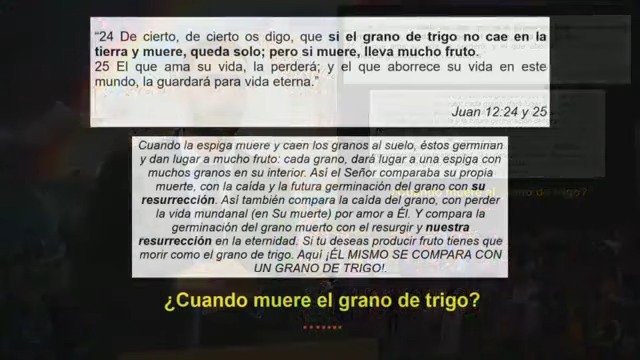 “24 De cierto, de cierto os digo, que si el grano de trigo no cae en la
tierra y muere, queda solo; pero si muere, lleva mucho fruto.
25 El que ama su vida, la perderá; y el que aborrece su vida en este
mundo, la guardará para vida eterna.”
Juan 12:24 y 25
Cuando la espiga muere y caen los granos al suelo, éstos germinan
y dan lugar a mucho fruto: cada grano, dará lugar a una espiga con
muchos granos en su interior. Así el Señor comparaba su propia
muerte, con la caída y la futura germinación del grano con su
resurrección. Así también compara la caída del grano, con perder
la vida mundanal (en Su muerte) por amor a Él. Y compara la
germinación del grano muerto con el resurgir y nuestra
resurrección en la eternidad. Si tu deseas producir fruto tienes que
morir como el grano de trigo. Aquí ¡ÉL MISMO SE COMPARA CON
UN GRANO DE TRIGO!.
¿Cuando muere el grano de trigo?